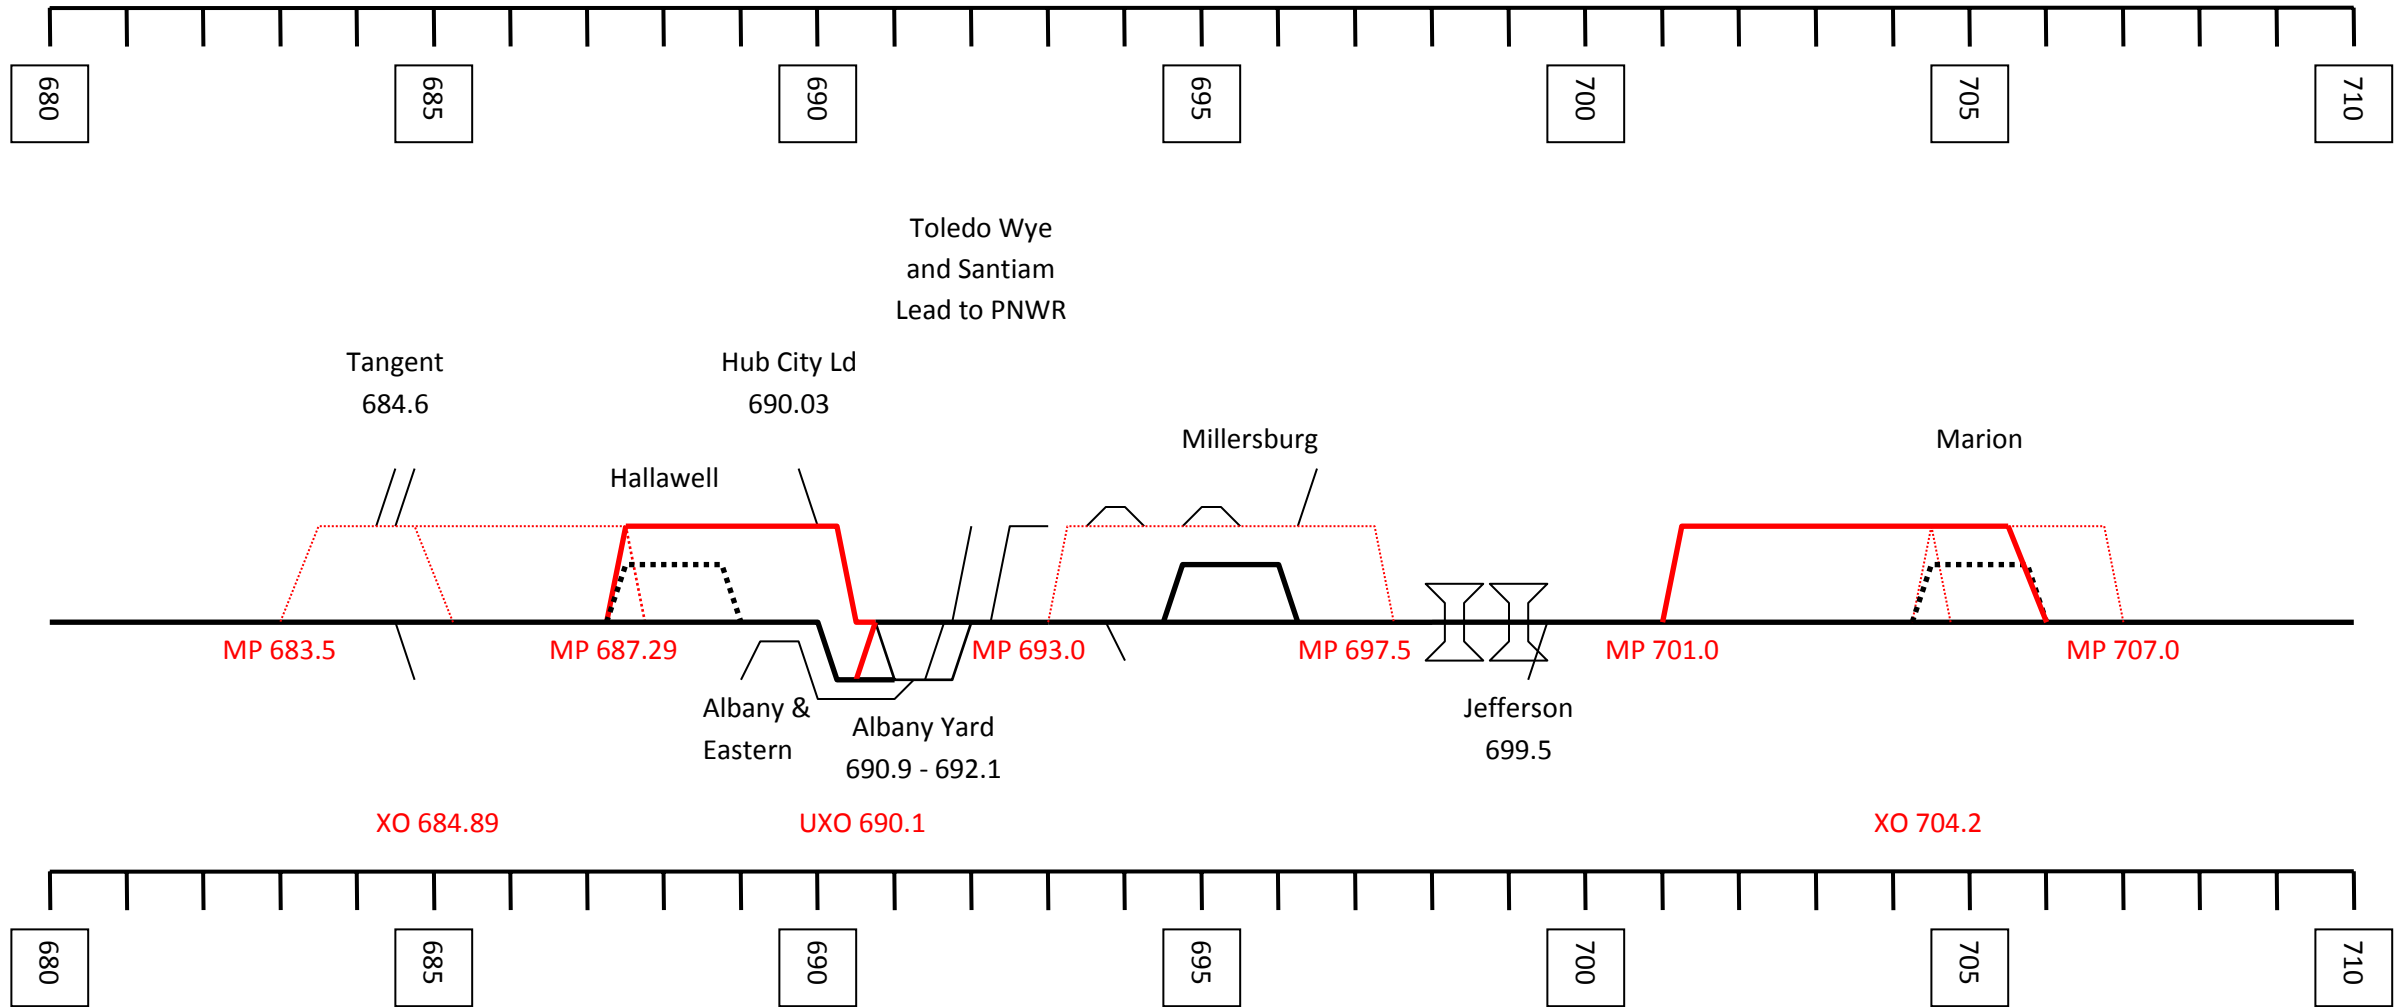 680
685
690
695
700
705
710
Toledo Wye
and Santiam
Lead to PNWR
Tangent
684.6
Hub City Ld
690.03
Millersburg
Marion
Hallawell
MP 683.5
MP 687.29
MP 693.0
MP 697.5
MP 701.0
MP 707.0
Albany &
Eastern
Albany Yard
690.9 - 692.1
Jefferson
699.5
XO 684.89
UXO 690.1
XO 704.2
680
685
690
695
700
705
710